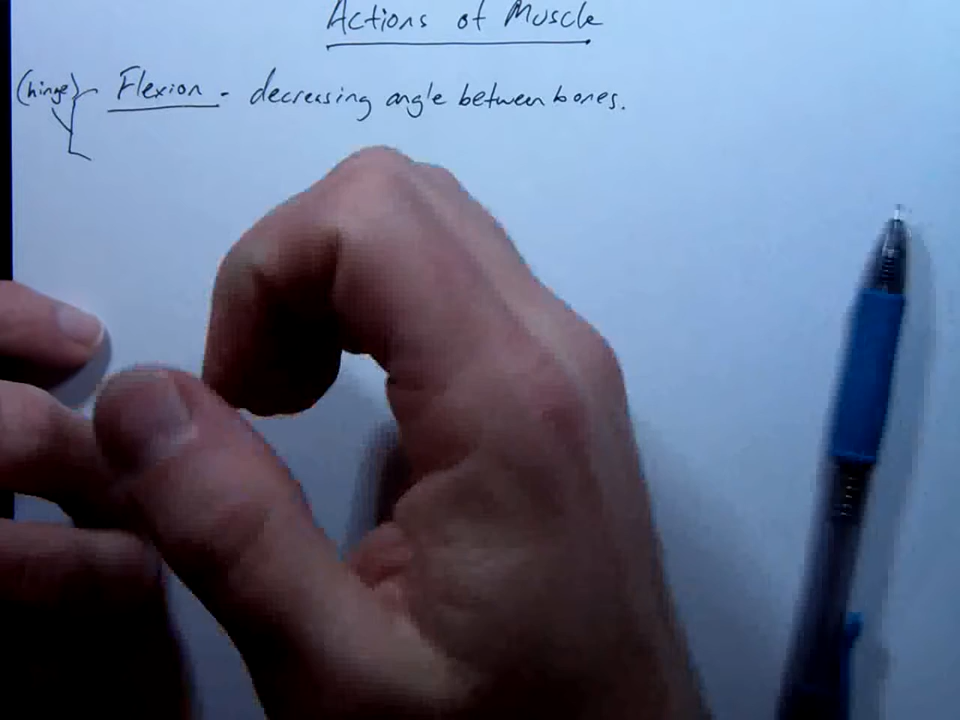 Actions of Muscle
(hinge) Flexion - decreasing angle between bones.